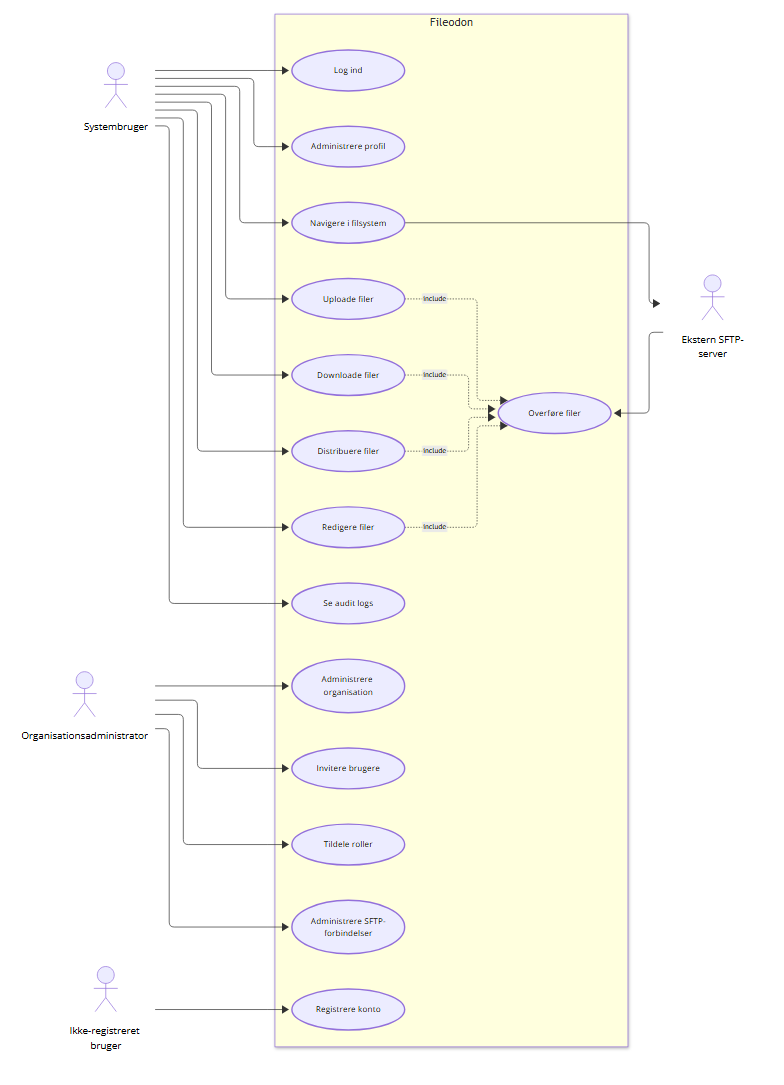 Fileodon
Systembruger
Log ind
Administrere profil
Navigere i filsystem
Uploade filer
include
Downloade filer
include
Distribuere filer
include
Redigere filer
include
Overføre filer
Ekstern SFTP-
server
Se audit logs
Organisationsadministrator
Administrere
organisation
Invitere brugere
Tildele roller
Administrere SFTP-
forbindelser
Ikke-registreret
bruger
Registrere konto